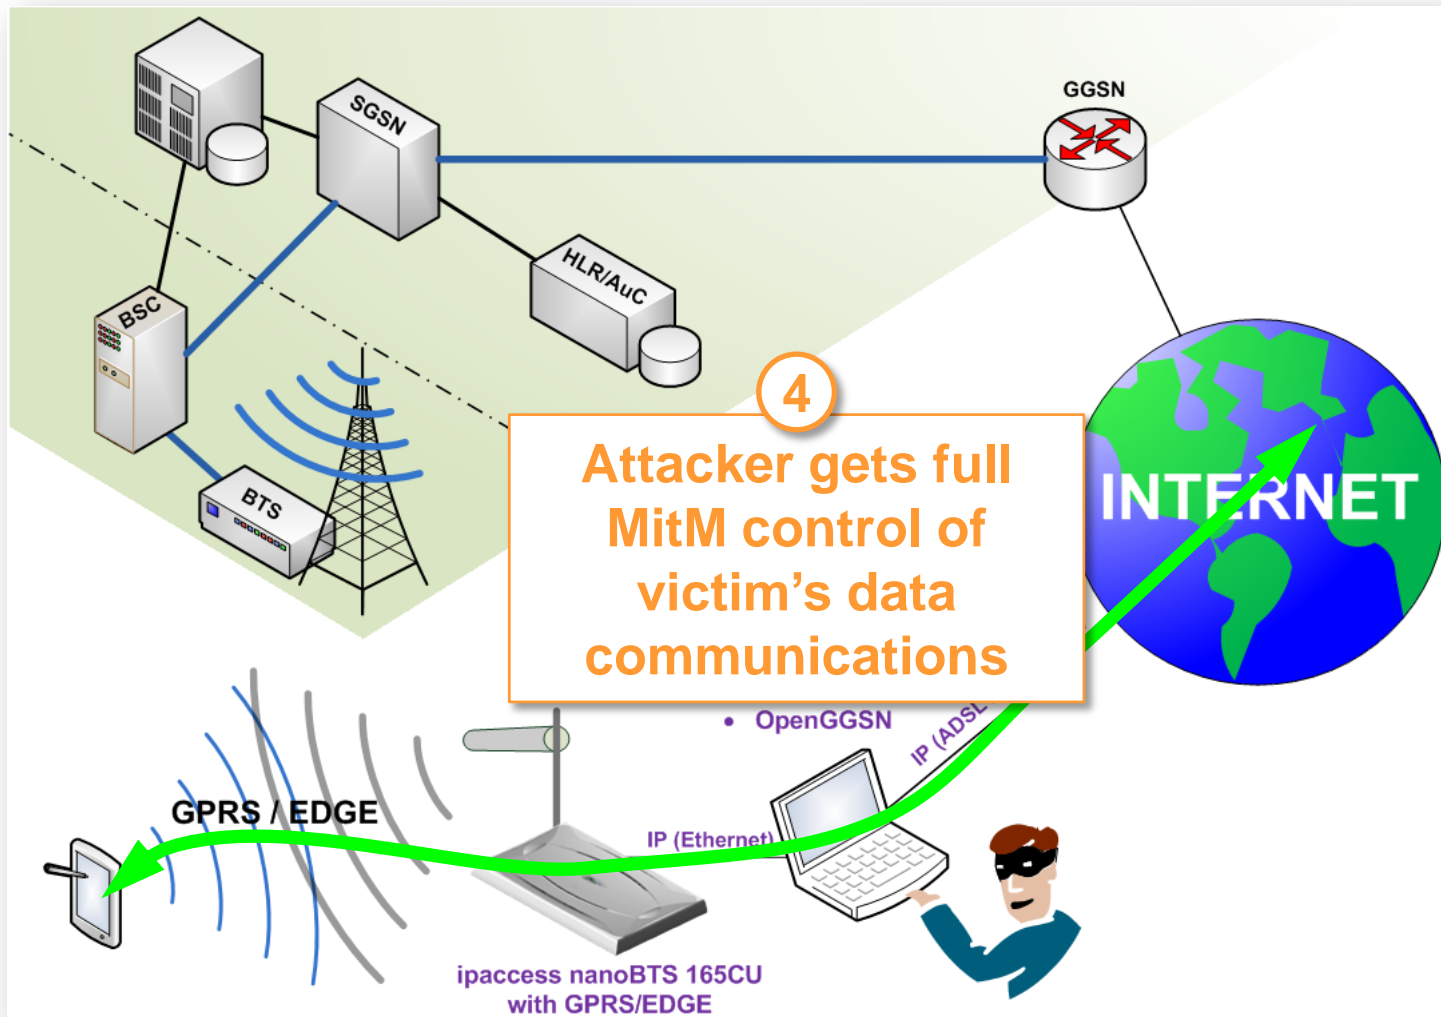 SGSN
GGSN
HLR/AuC
BSC
BTS
4
Attacker gets full
MitM control of
victim's data
communications
INTERNET
• OpenGGSN
IP (ADSL
GPRS / EDGE
IP (Ethernet)
ipaccess nanoBTS 165CU
with GPRS/EDGE